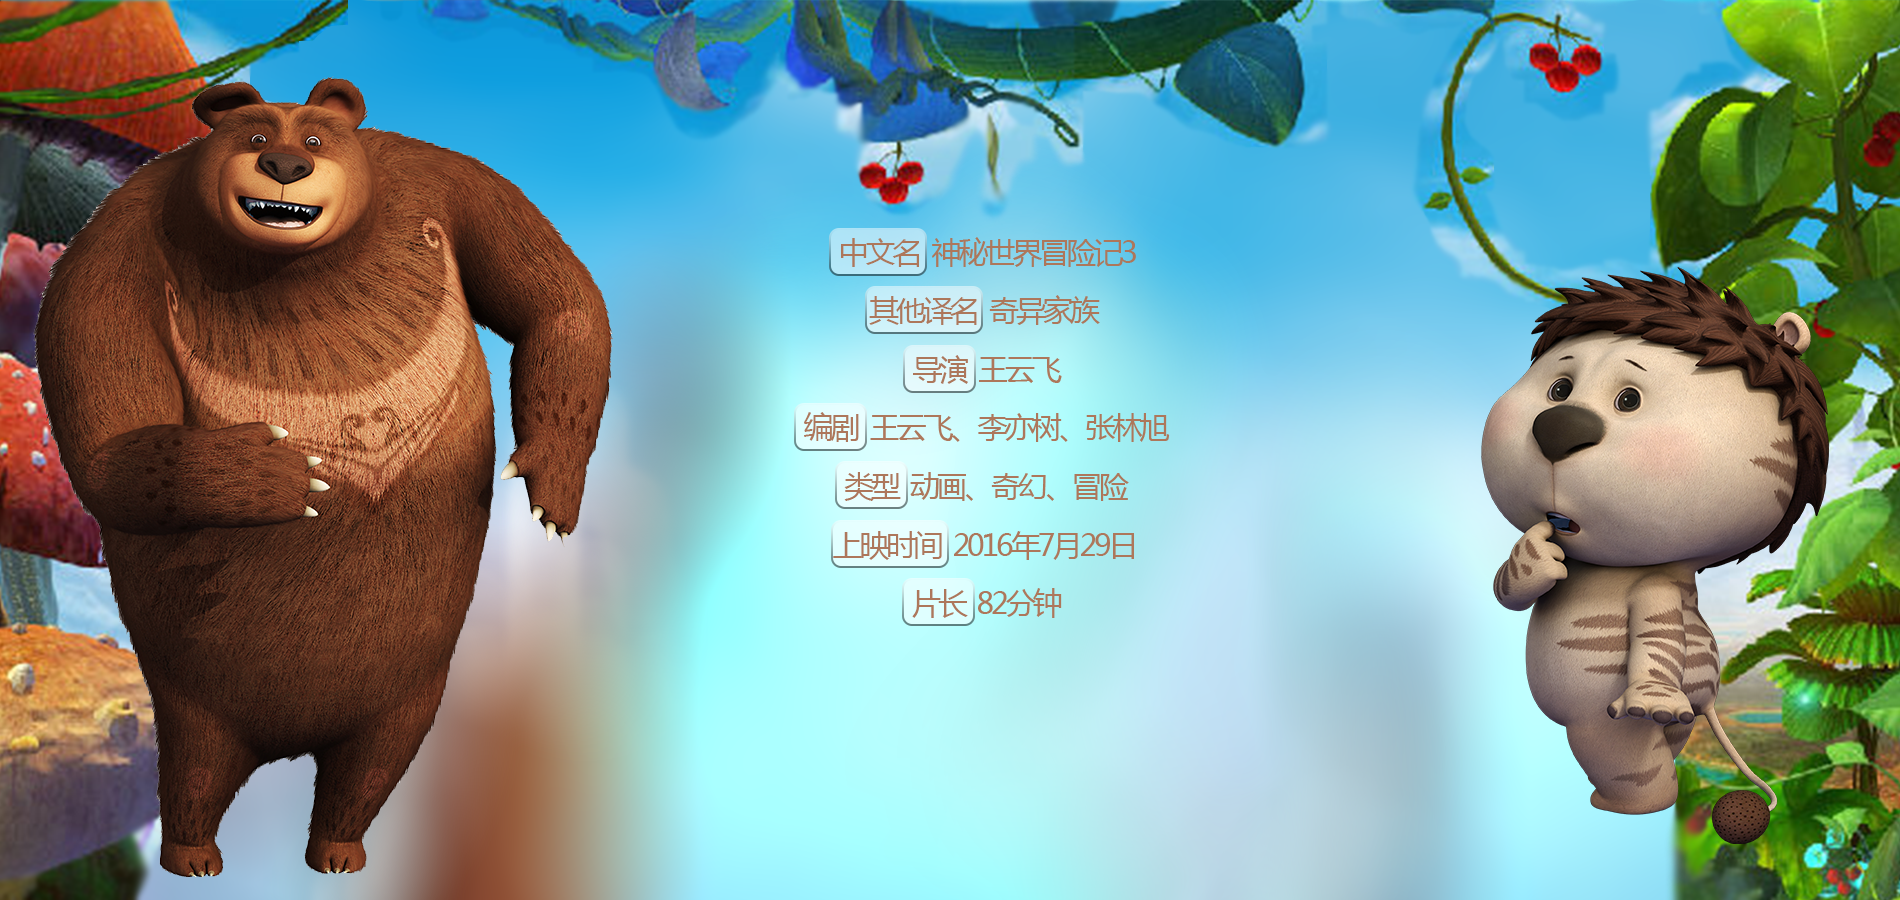 中文名 神秘世界冒险记3
其他译名 奇异家族
导演 王云飞
编剧 王云飞、李亦树、张林旭
类型 动画、奇幻、冒险
上映时间 2016年7月29日
片长 82分钟